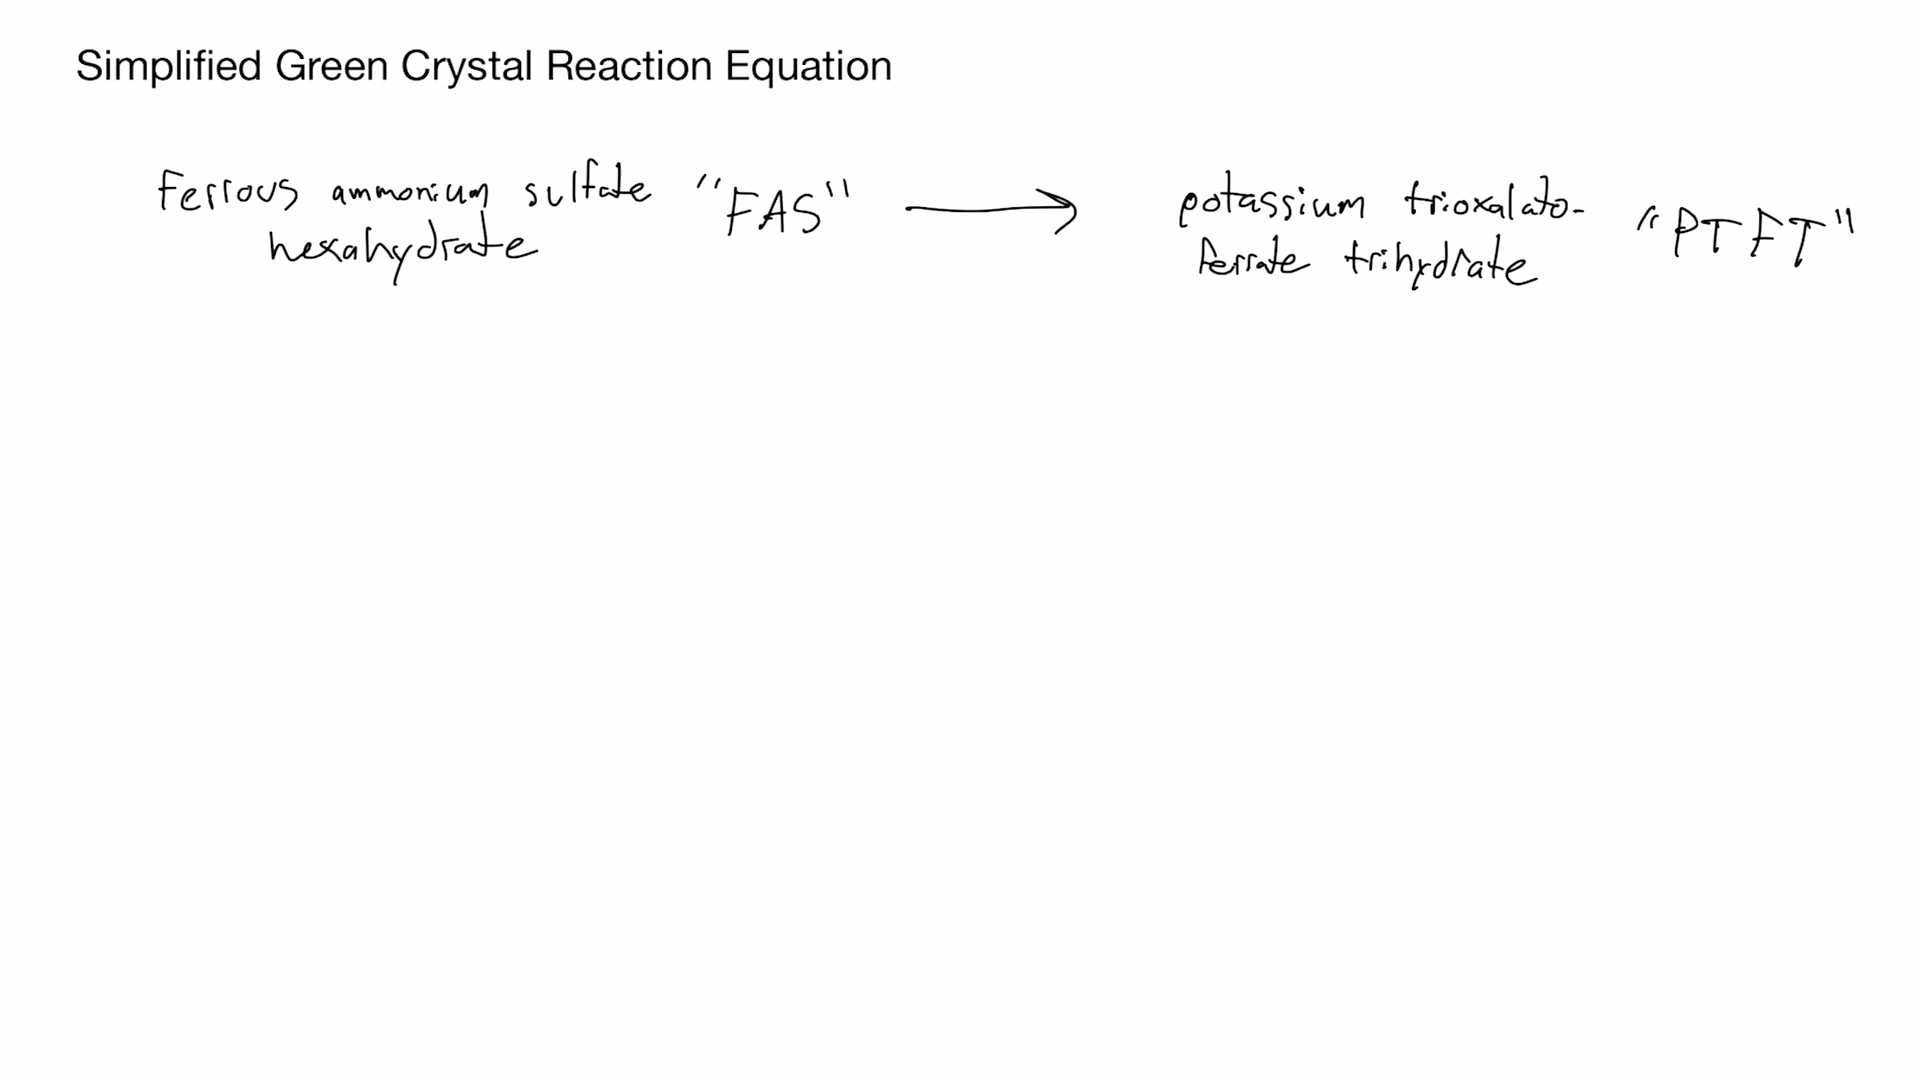 Simplified Green Crystal Reaction Equation
Ferrous ammonium sulfate "FAS"
hexahydrate
potassium trioxalato- "PTFT"
ferrate trihydrate